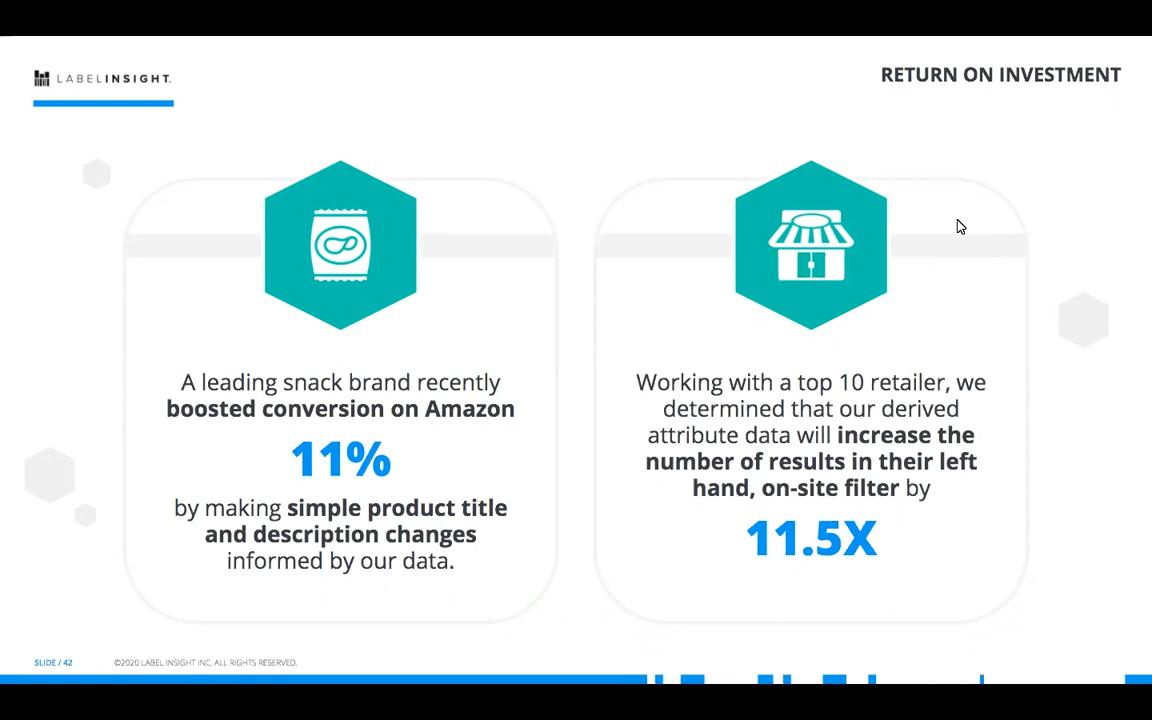 LABELINSIGHT.
RETURN ON INVESTMENT
A leading snack brand recently
boosted conversion on Amazon
11%
by making simple product title
and description changes
informed by our data.
Working with a top 10 retailer, we
determined that our derived
attribute data will increase the
number of results in their left
hand, on-site filter by
11.5X
SLIDE / 42
©2020 LABEL INSIGHT INC. ALL RIGHTS RESERVED.